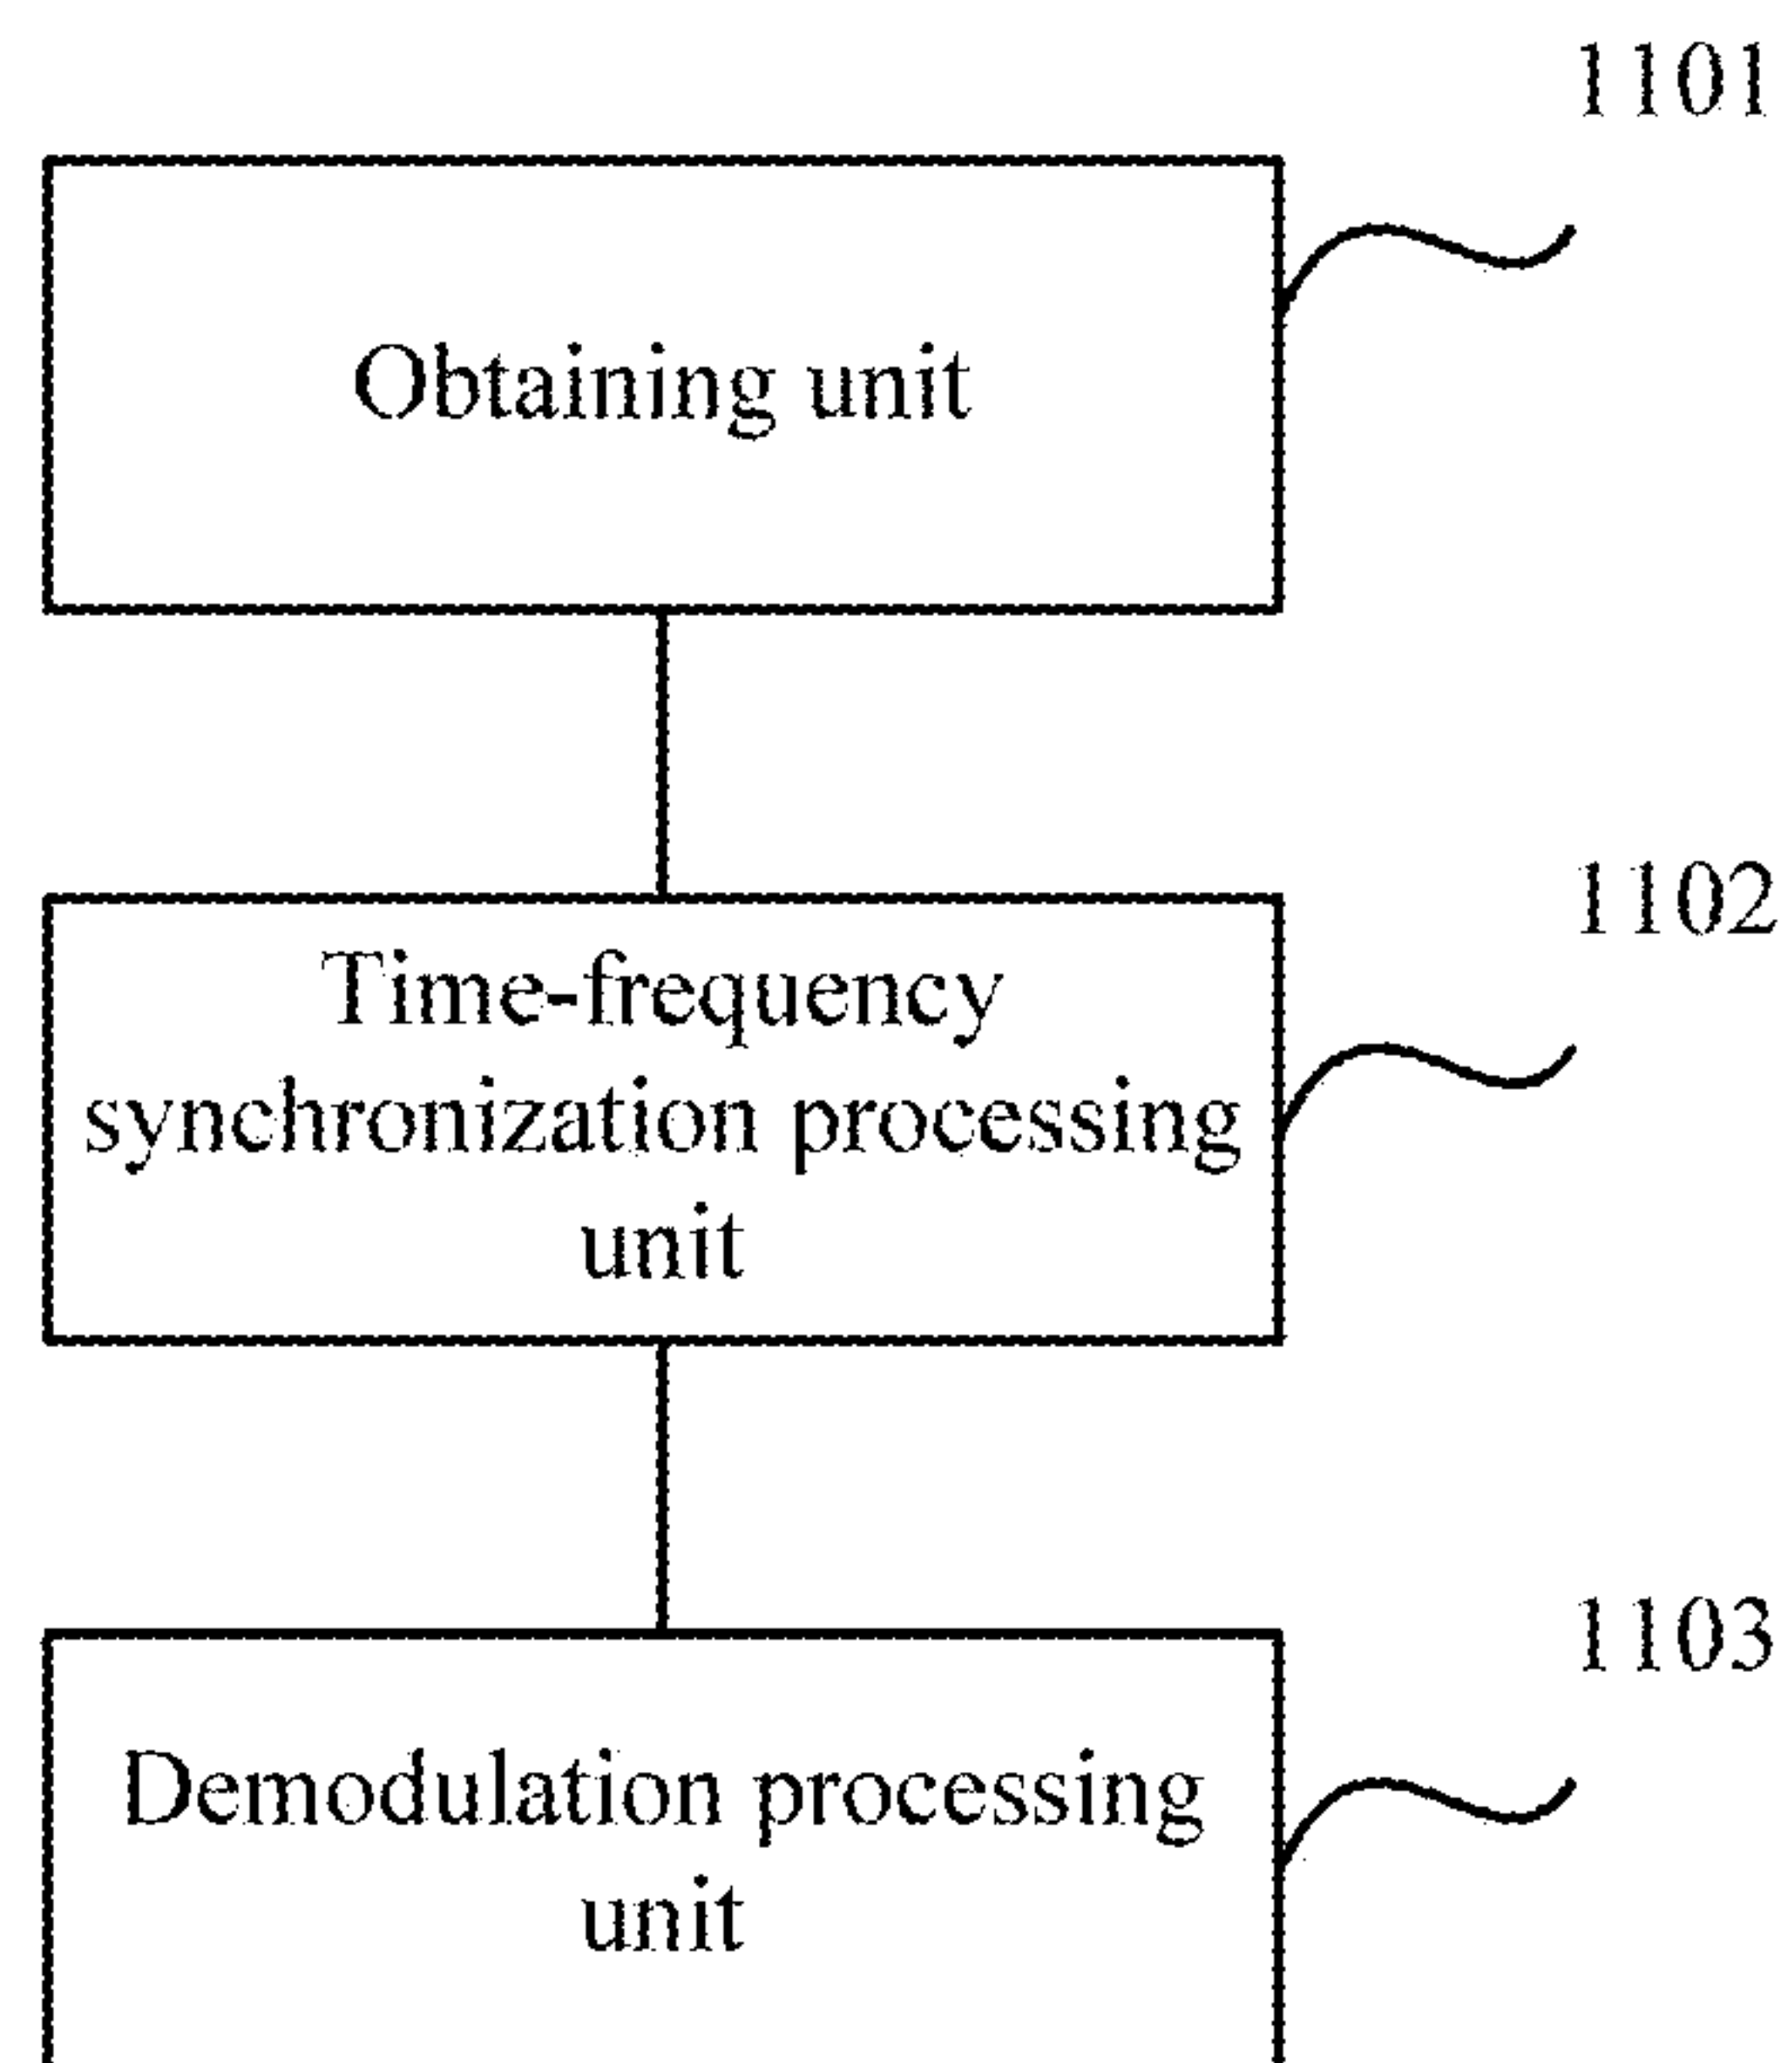 1101
Obtaining unit
1102
Time-frequency
synchronization processing
unit
1103
Demodulation processing
unit